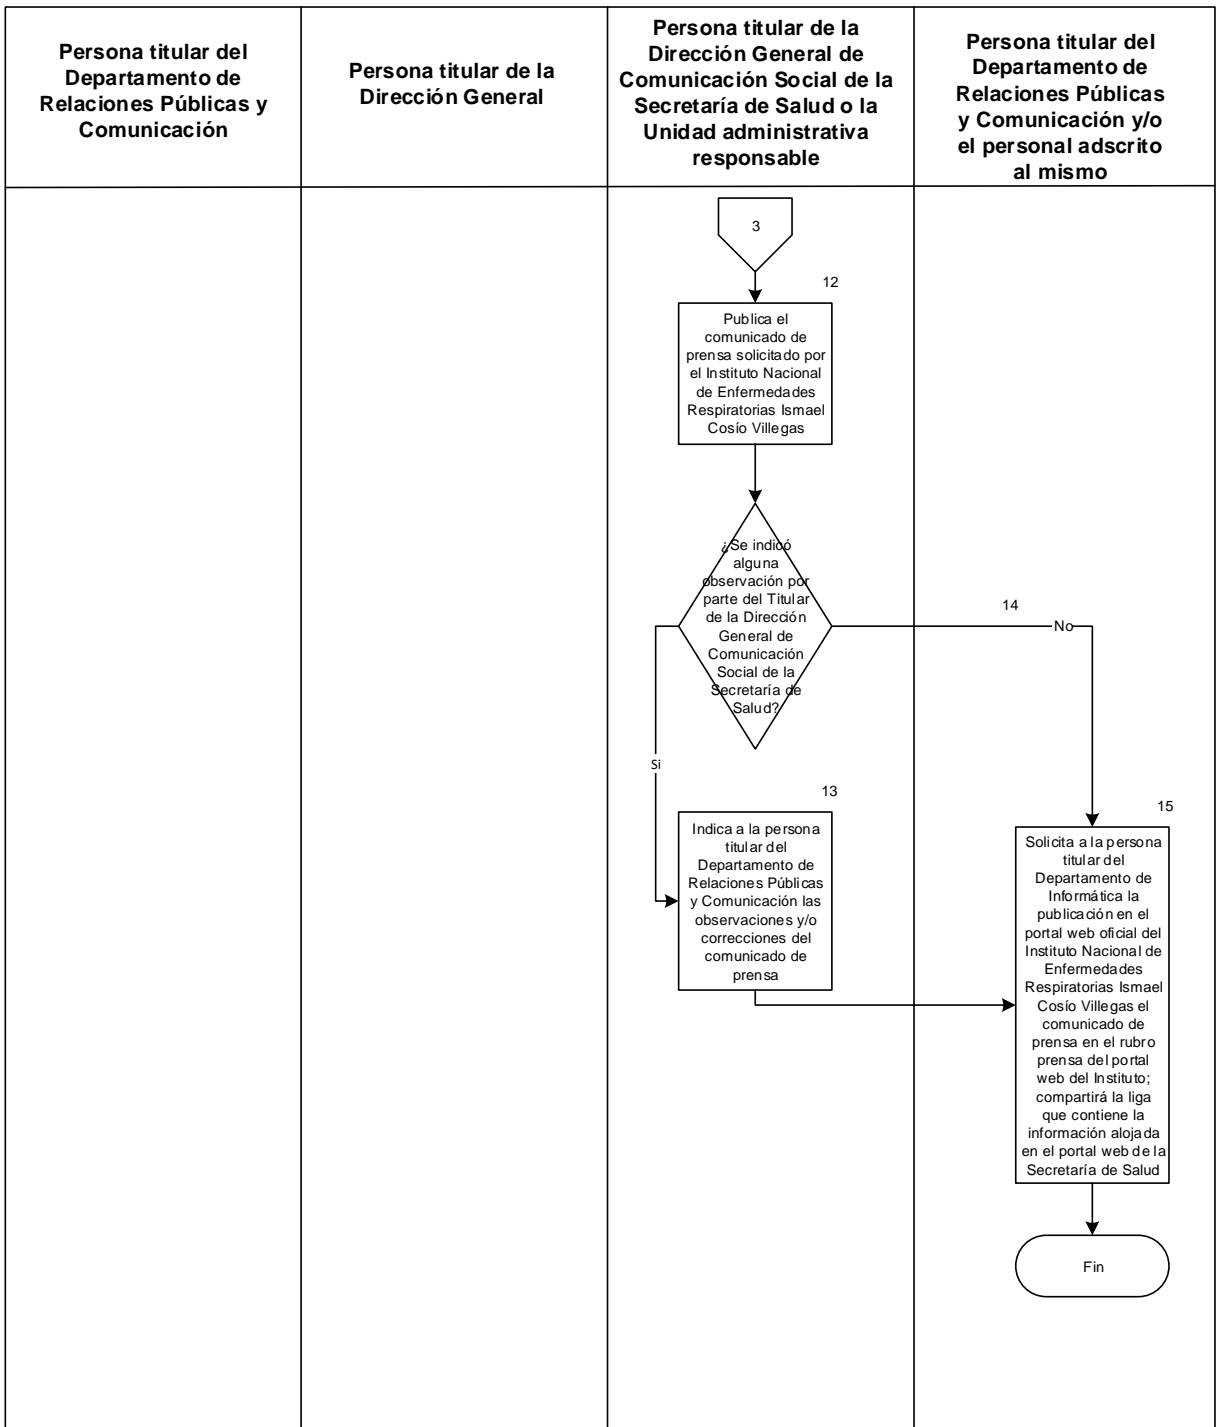 Persona titular del
Departamento de
Relaciones Públicas y
Comunicación
Persona titular de la
Dirección General
Persona titular de la
Dirección General de
Comunicación Social de la
Secretaría de Salud o la
Unidad administrativa
responsable
Persona titular del
Departamento de
Relaciones Públicas
y Comunicación y/o
el personal adscrito
al mismo
3
12
Publica el
comunicado de
prensa solicitado por
el Instituto Nacional
de Enfermedades
Respiratorias Ismael
Cosío Villegas
¿Se indicó
alguna
observación por
parte del Titular
de la Dirección
General de
Comunicación
Social de la
Secretaría de
Salud?
14
No
Si
13
Indica a la persona
titular del
Departamento de
Relaciones Públicas
y Comunicación las
observaciones y/o
correcciones del
comunicado de
prensa
15
Solicita a la persona
titular del
Departamento de
Informática la
publicación en el
portal web oficial del
Instituto Nacional de
Enfermedades
Respiratorias Ismael
Cosío Villegas el
comunicado de
prensa en el rubro
prensa del portal
web del Instituto;
compartirá la liga
que contiene la
información alojada
en el portal web de la
Secretaría de Salud
Fin